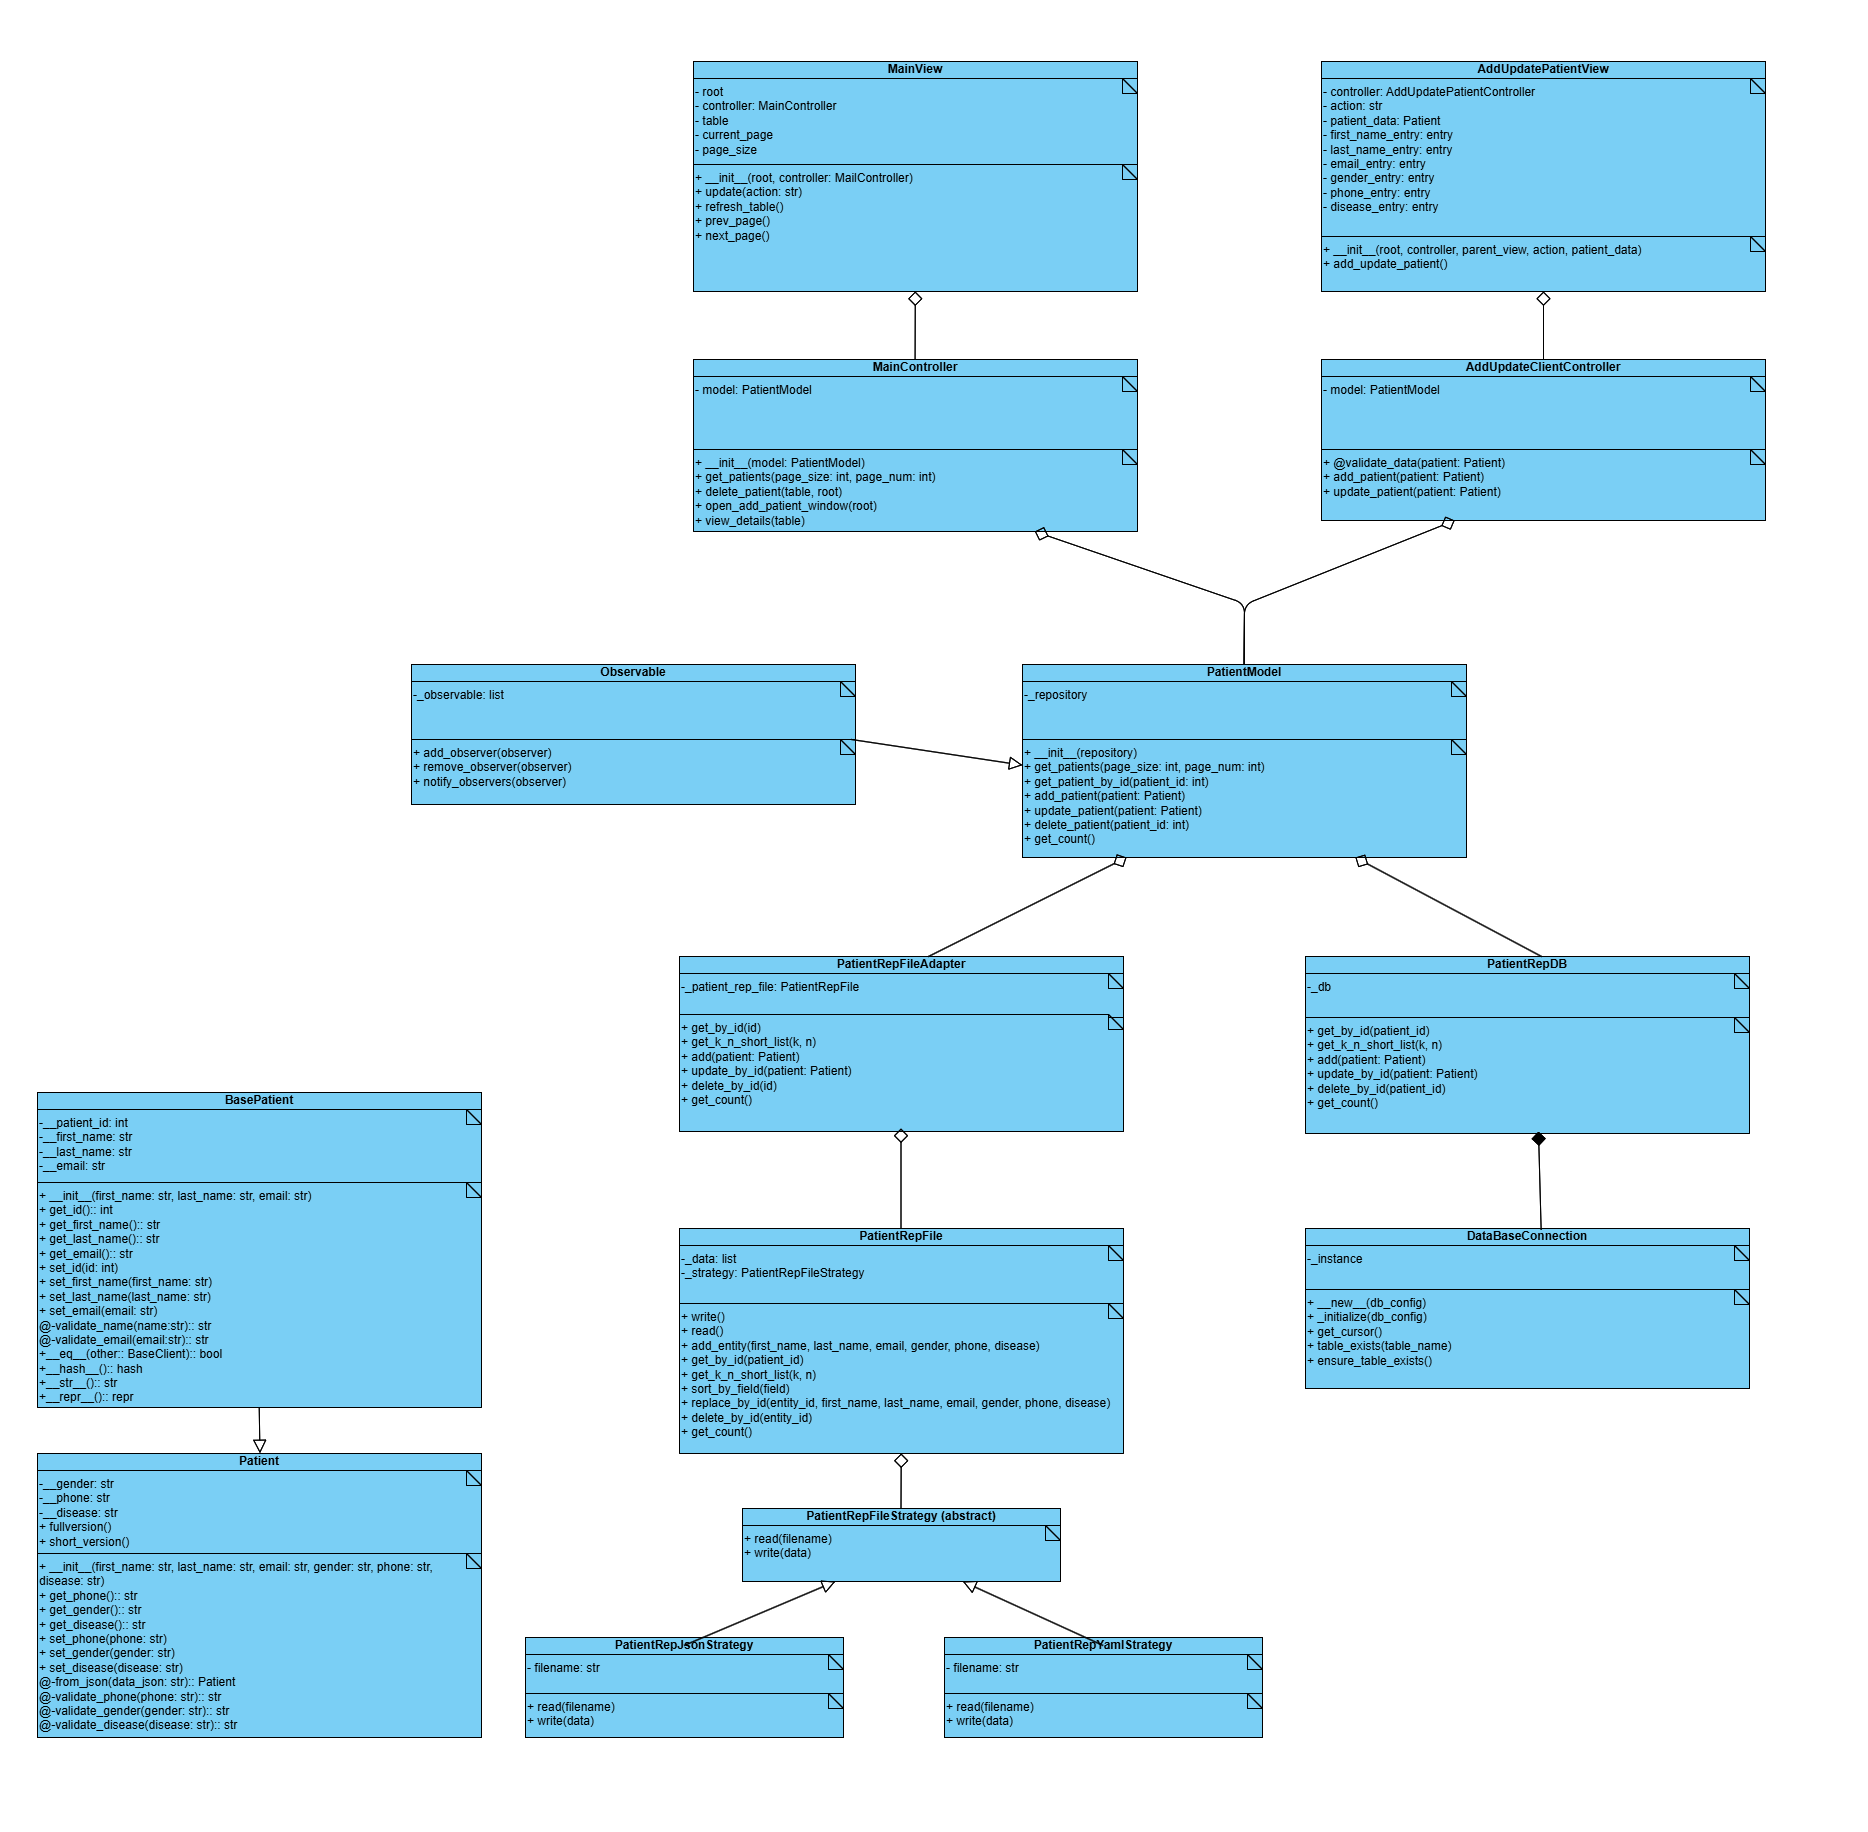 MainView
- root
- controller: MainController
- table
- current_page
- page_size
+ __init__(root, controller: MailController)
+ update(action: str)
+ refresh_table()
+ prev_page()
+ next_page()
AddUpdatePatientView
- controller: AddUpdatePatientController
- action: str
- patient_data: Patient
- first_name_entry: entry
- last_name_entry: entry
- email_entry: entry
- gender_entry: entry
- phone_entry: entry
- disease_entry: entry
+ __init__(root, controller, parent_view, action, patient_data)
+ add_update_patient()
MainController
- model: PatientModel
+ __init__(model: PatientModel)
+ get_patients(page_size: int, page_num: int)
+ delete_patient(table, root)
+ open_add_patient_window(root)
+ view_details(table)
AddUpdateClientController
- model: PatientModel
+ @validate_data(patient: Patient)
+ add_patient(patient: Patient)
+ update_patient(patient: Patient)
Observable
-_observable: list
+ add_observer(observer)
+ remove_observer(observer)
+ notify_observers(observer)
PatientModel
-_repository
+ __init__(repository)
+ get_patients(page_size: int, page_num: int)
+ get_patient_by_id(patient_id: int)
+ add_patient(patient: Patient)
+ update_patient(patient: Patient)
+ delete_patient(patient_id: int)
+ get_count()
PatientRepFileAdapter
-_patient_rep_file: PatientRepFile
+ get_by_id(id)
+ get_k_n_short_list(k, n)
+ add(patient: Patient)
+ update_by_id(patient: Patient)
+ delete_by_id(id)
+ get_count()
PatientRepDB
-_db
+ get_by_id(patient_id)
+ get_k_n_short_list(k, n)
+ add(patient: Patient)
+ update_by_id(patient: Patient)
+ delete_by_id(patient_id)
+ get_count()
BasePatient
-__patient_id: int
-__first_name: str
-__last_name: str
-__email: str
+ __init__(first_name: str, last_name: str, email: str)
+ get_id():: int
+ get_first_name():: str
+ get_last_name():: str
+ get_email():: str
+ set_id(id: int)
+ set_first_name(first_name: str)
+ set_last_name(last_name: str)
+ set_email(email: str)
@-validate_name(name:str):: str
@-validate_email(email:str):: str
+__eq__(other:: BaseClient):: bool
+__hash__():: hash
+__str__():: str
+__repr__():: repr
PatientRepFile
-_data: list
-_strategy: PatientRepFileStrategy
+ write()
+ read()
+ add_entity(first_name, last_name, email, gender, phone, disease)
+ get_by_id(patient_id)
+ get_k_n_short_list(k, n)
+ sort_by_field(field)
+ replace_by_id(entity_id, first_name, last_name, email, gender, phone, disease)
+ delete_by_id(entity_id)
+ get_count()
DataBaseConnection
-_instance
+ __new__(db_config)
+ _initialize(db_config)
+ get_cursor()
+ table_exists(table_name)
+ ensure_table_exists()
Patient
-__gender: str
-__phone: str
-__disease: str
+ fullversion()
+ short_version()
+ __init__(first_name: str, last_name: str, email: str, gender: str, phone: str,
disease: str)
+ get_phone():: str
+ get_gender():: str
+ get_disease():: str
+ set_phone(phone: str)
+ set_gender(gender: str)
+ set_disease(disease: str)
@-from_json(data_json: str):: Patient
@-validate_phone(phone: str):: str
@-validate_gender(gender: str):: str
@-validate_disease(disease: str):: str
PatientRepFileStrategy (abstract)
+ read(filename)
+ write(data)
PatientRepJsonStrategy
- filename: str
+ read(filename)
+ write(data)
PatientRepYamlStrategy
- filename: str
+ read(filename)
+ write(data)